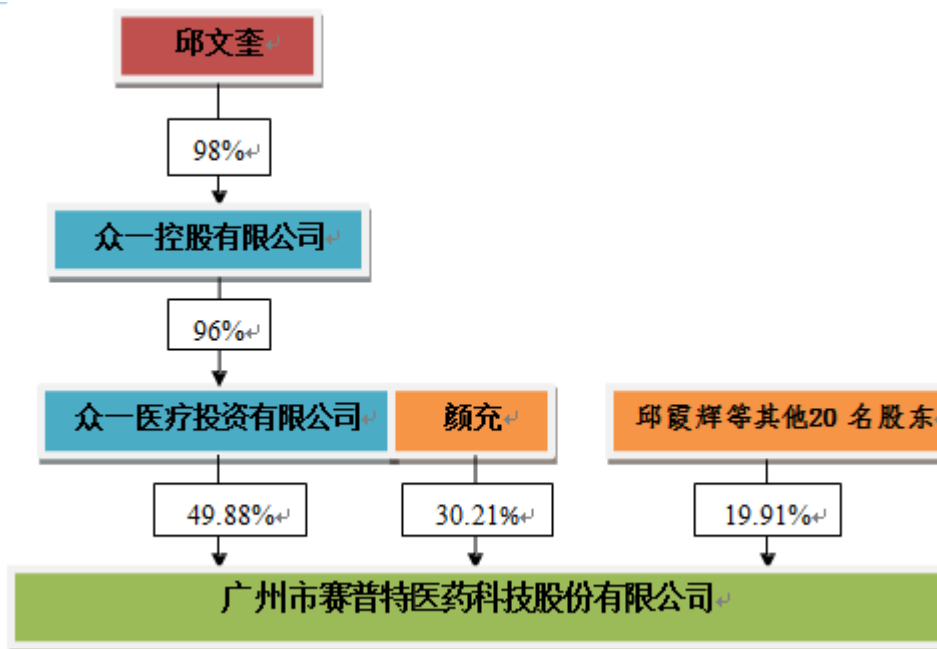 邱文奎
98%
众一控股有限公司
96%
众一医疗投资有限公司
颜充
邱霞辉等其他20 名股东
49.88%
30.21%
19.91%
广州市赛普特医药科技股份有限公司